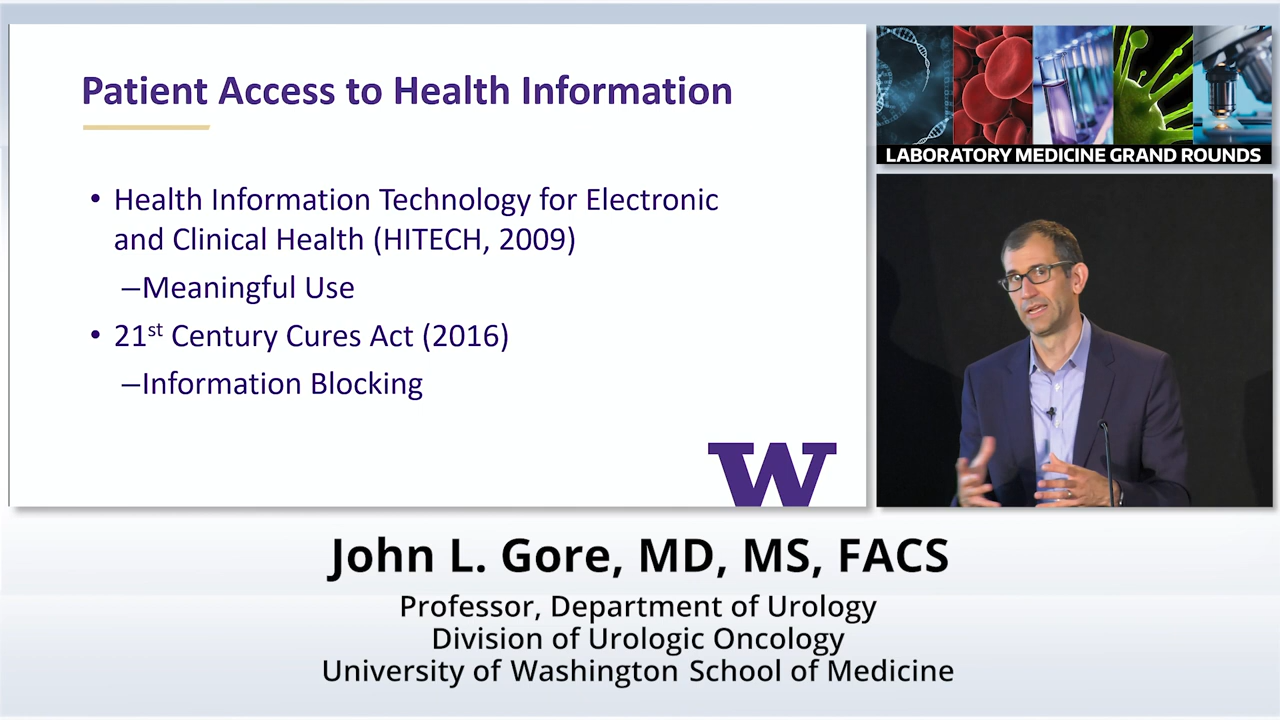 Patient Access to Health Information
• Health Information Technology for Electronic
and Clinical Health (HITECH, 2009)
–Meaningful Use
• 21st Century Cures Act (2016)
–Information Blocking
W
LABORATORY MEDICINE GRAND ROUNDS
John L. Gore, MD, MS, FACS
Professor, Department of Urology
Division of Urologic Oncology
University of Washington School of Medicine